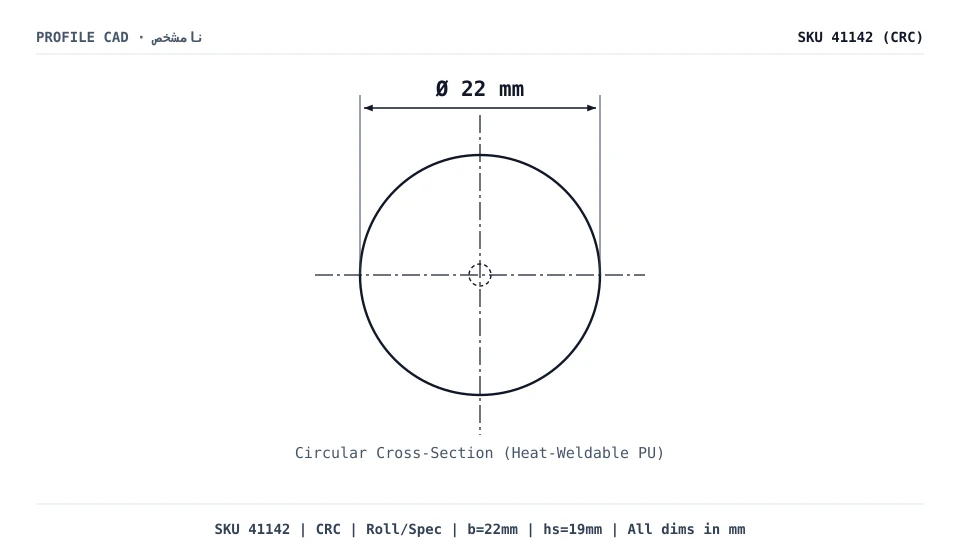 PROFILE CAD · نامشخص
SKU 41142 (CRC)
Ø 22 mm
Circular Cross-Section (Heat-Weldable PU)
SKU 41142 | CRC | Roll/Spec | b=22mm | hs=19mm | All dims in mm